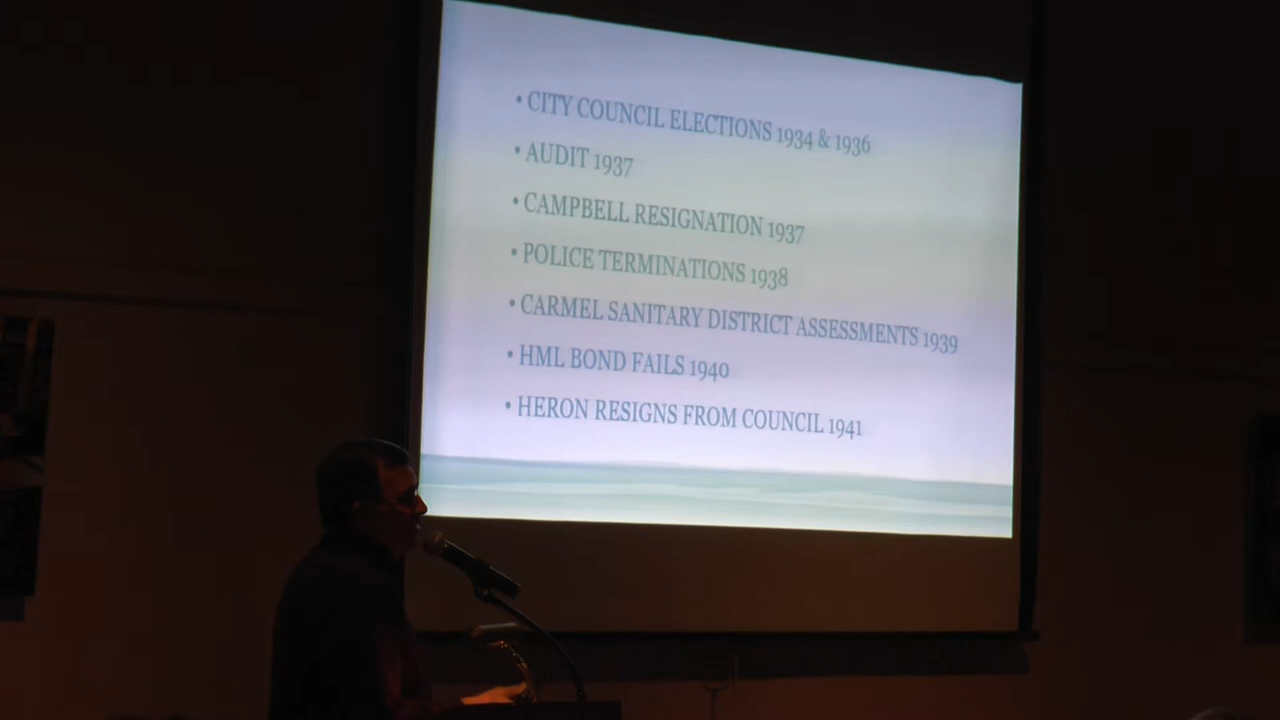 • CITY COUNCIL ELECTIONS 1934 & 1936
• AUDIT 1937
• CAMPBELL RESIGNATION 1937
• POLICE TERMINATIONS 1938
• CARMEL SANITARY DISTRICT ASSESSMENTS 1939
• HML BOND FAILS 1940
• HERON RESIGNS FROM COUNCIL 1941